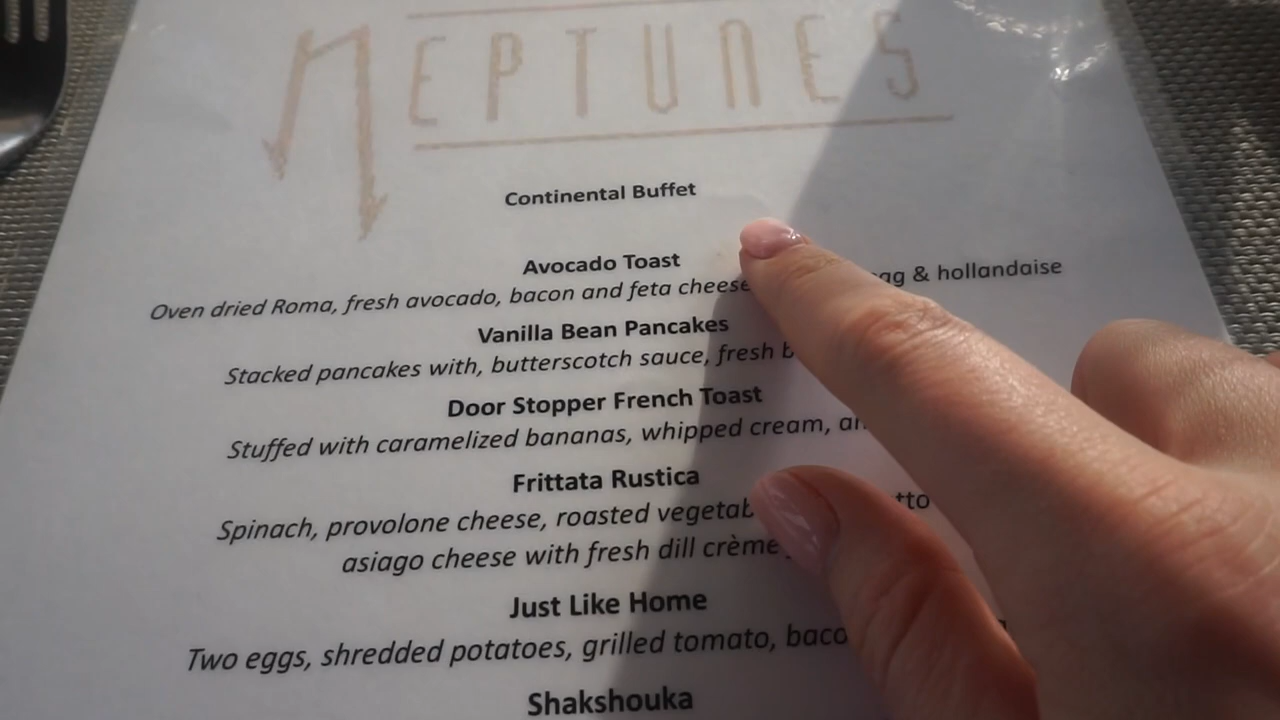 NEPTUNES
Continental Buffet
Avocado Toast
Oven dried Roma, fresh avocado, bacon and feta cheese & hollandaise
Vanilla Bean Pancakes
Stacked pancakes with, butterscotch sauce, fresh
Door Stopper French Toast
Stuffed with caramelized bananas, whipped cream,
Frittata Rustica
Spinach, provolone cheese, roasted
asiago cheese with fresh dill crème
Just Like Home
Two eggs, shredded potatoes, grilled tomato,
Shakshouka